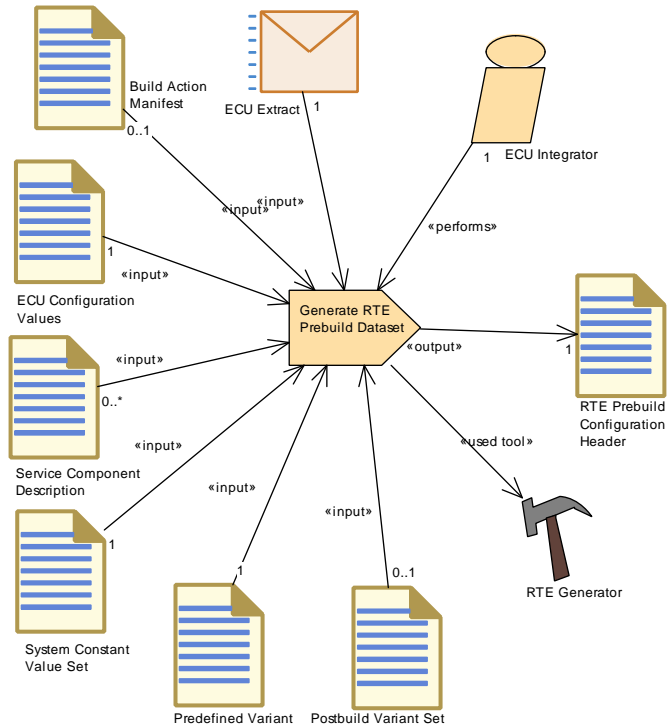 Build Action
Manifest
0..1
ECU Extract
1
1
ECU Integrator
«input»
«input»
«performs»
1
«input»
ECU Configuration
Values
Generate RTE
Prebuild Dataset
«output»
1
RTE Prebuild
Configuration
Header
«input»
0..*
Service Component
Description
«input»
1
System Constant
Value Set
«input»
1
Predefined Variant
«input»
0..1
Postbuild Variant Set
«used tool»
RTE Generator